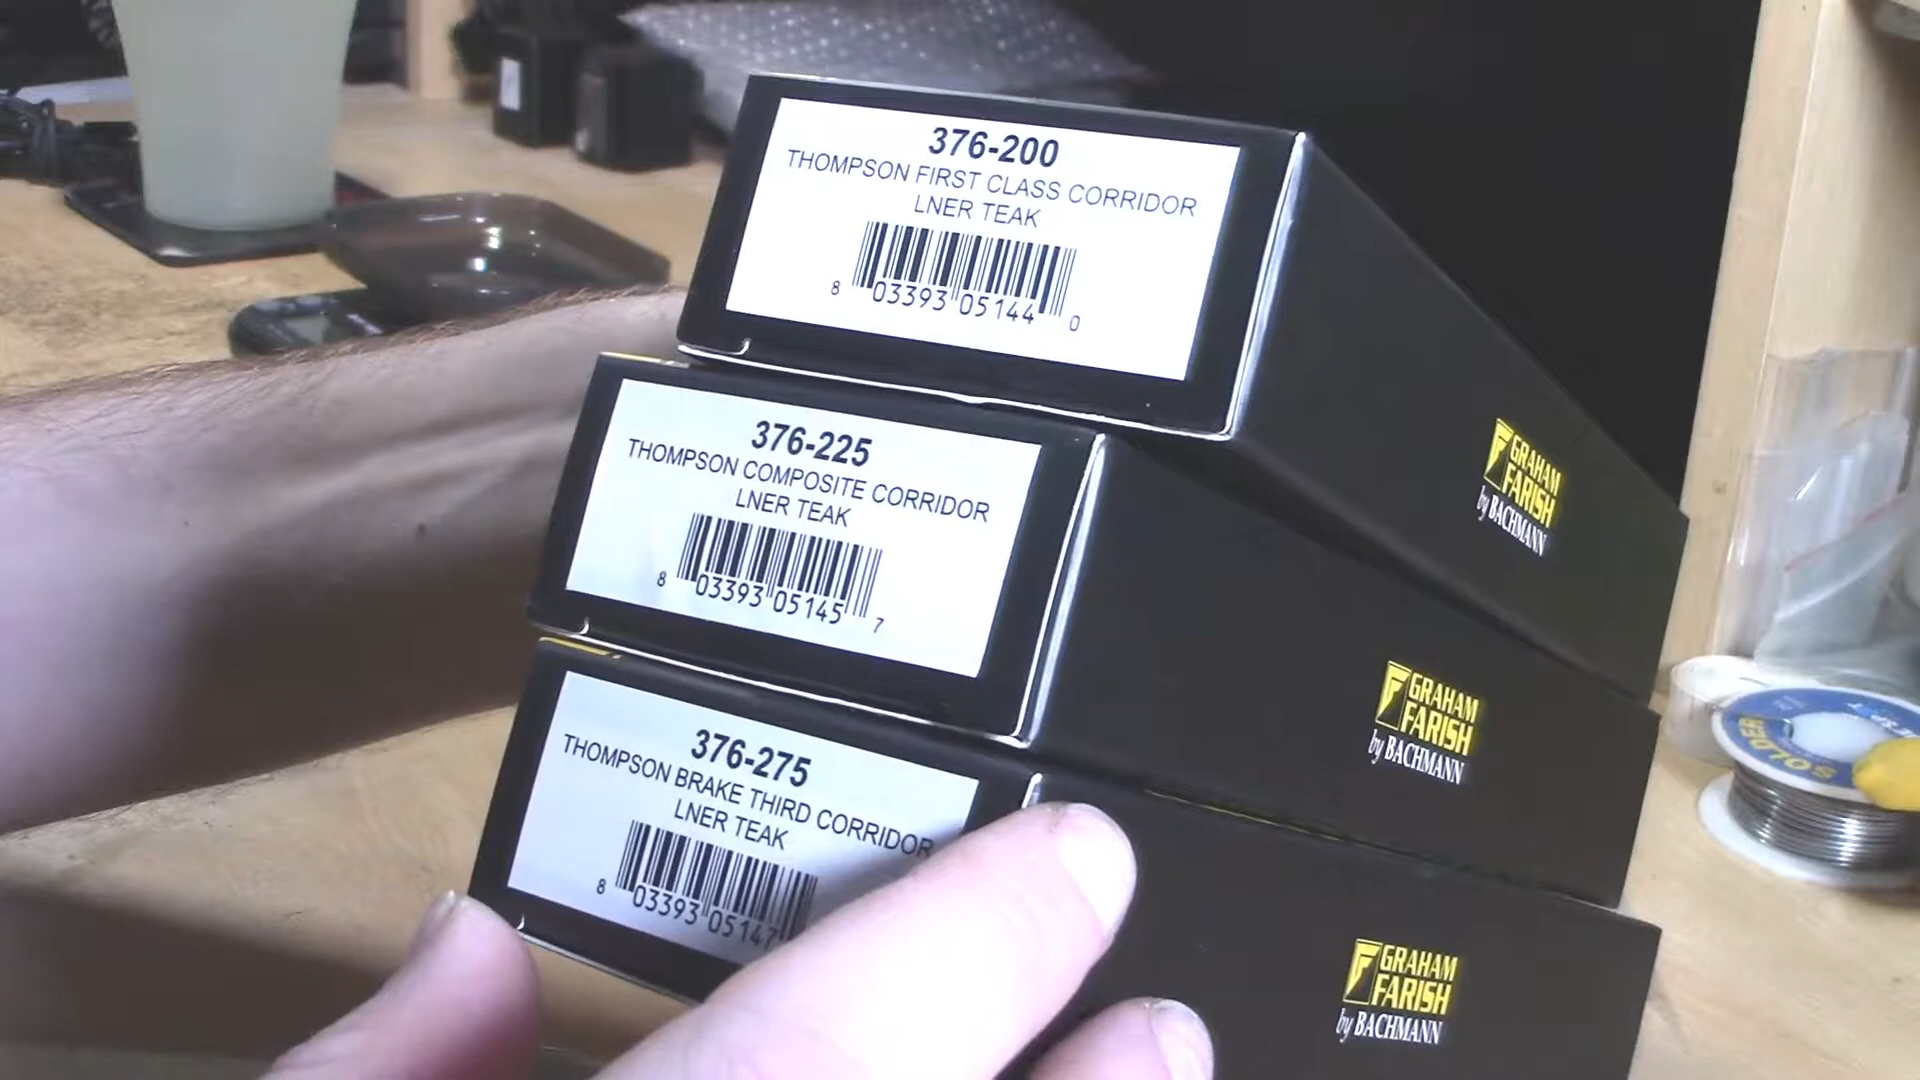 376-200
THOMPSON FIRST CLASS CORRIDOR
LNER TEAK
8 03393 05144 0
GRAHAM
FARISH
by BACHMANN
376-225
THOMPSON COMPOSITE CORRIDOR
LNER TEAK
8 03393 05145 7
GRAHAM
FARISH
by BACHMANN
376-275
THOMPSON BRAKE THIRD CORRIDOR
LNER TEAK
8 03393 05147
GRAHAM
FARISH
by BACHMANN
SOLDER